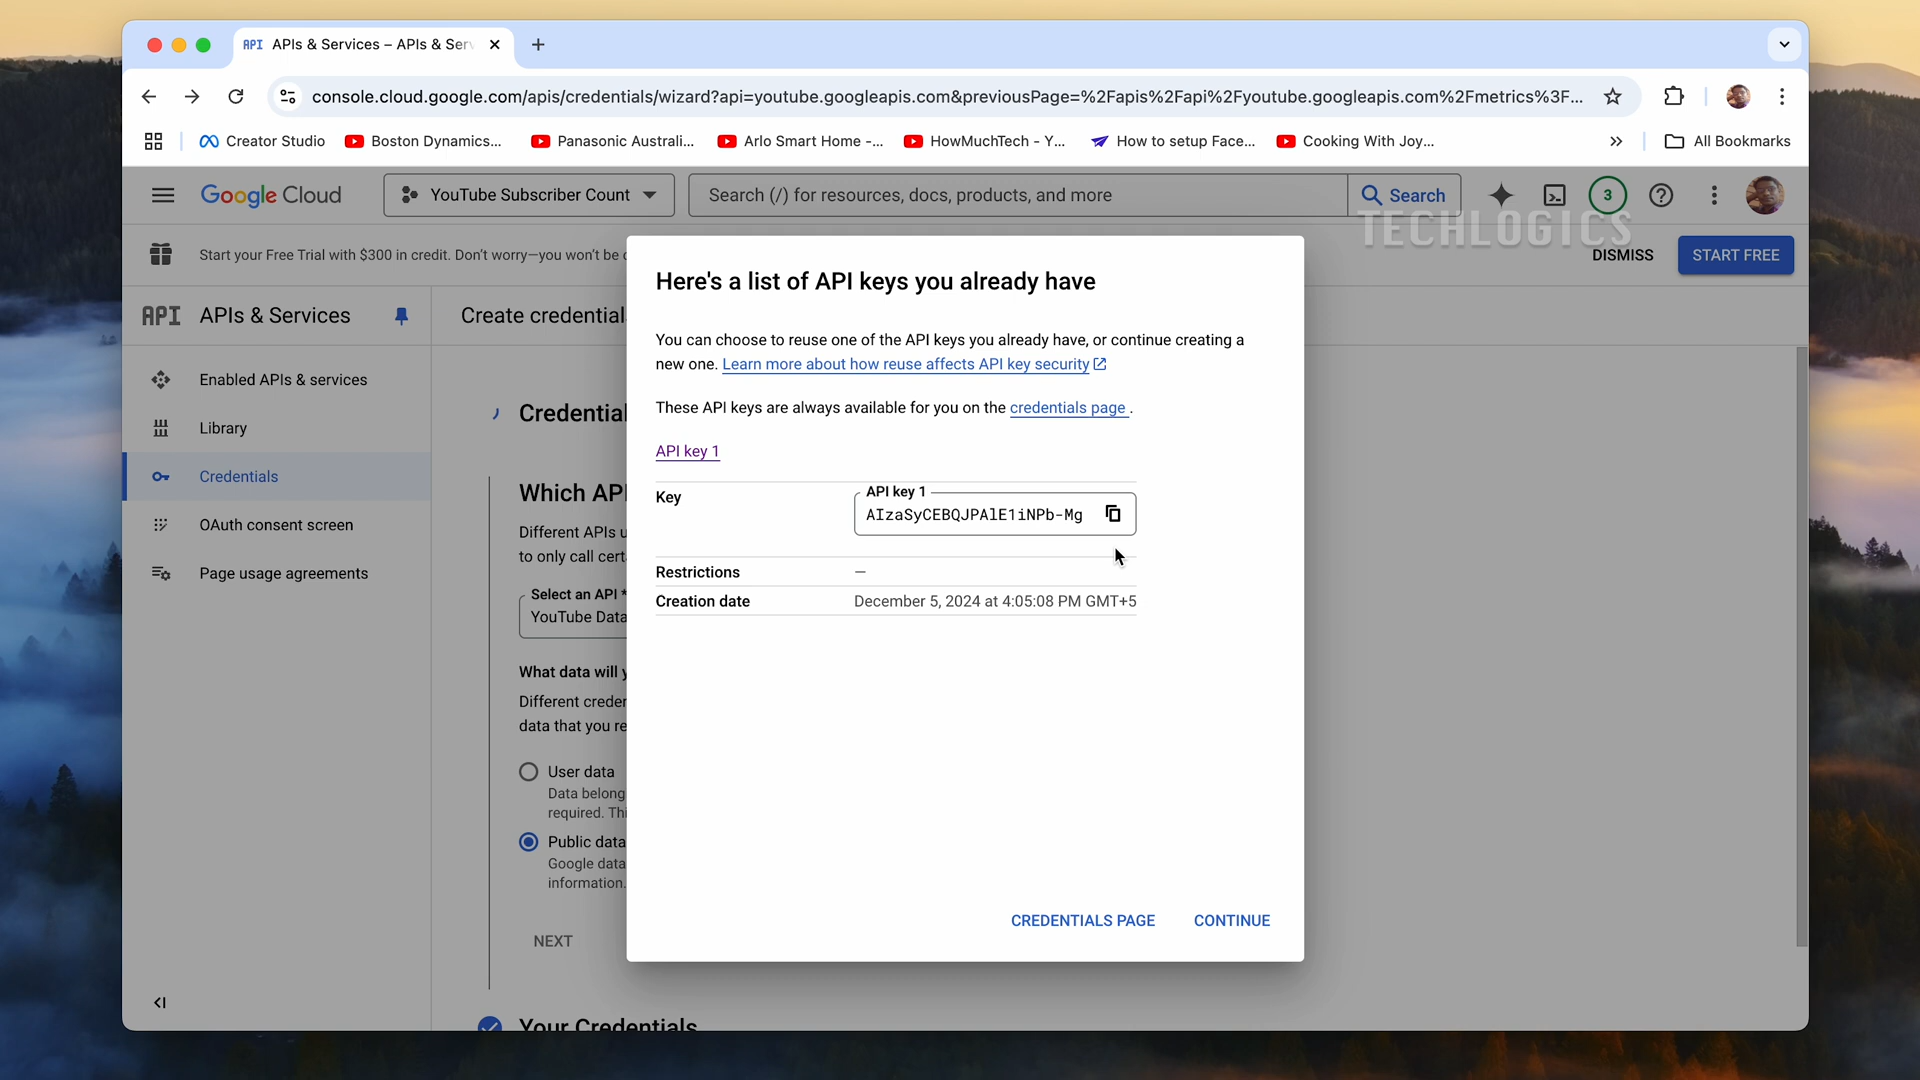 API APIs & Services – APIs & Ser
console.cloud.google.com/apis/credentials/wizard?api=youtube.googleapis.com&previousPage=%2Fapis%2Fapi%2Fyoutube.googleapis.com%2Fmetrics%3F...
Creator Studio Boston Dynamics... Panasonic Australi... Arlo Smart Home -... HowMuchTech - Y... How to setup Face... Cooking With Joy... All Bookmarks
Google Cloud YouTube Subscriber Count Search (/) for resources, docs, products, and more Search 3
TECHLOGICS
Start your Free Trial with $300 in credit. Don't worry—you won't be DISMISS START FREE
API APIs & Services
Enabled APIs & services
Library
Credentials
OAuth consent screen
Page usage agreements
Create credential
Credential
Which API
Different APIs u
to only call cert
Select an API *
YouTube Data
What data will y
Different creder
data that you re
User data
Data belong
required. Thi
Public data
Google data
information.
NEXT
Your Credentials
Here's a list of API keys you already have
You can choose to reuse one of the API keys you already have, or continue creating a
new one. Learn more about how reuse affects API key security
These API keys are always available for you on the credentials page .
API key 1
API key 1
Key AIzaSyCEBQJPAlE1iNPb-Mg
Restrictions —
Creation date December 5, 2024 at 4:05:08 PM GMT+5
CREDENTIALS PAGE CONTINUE